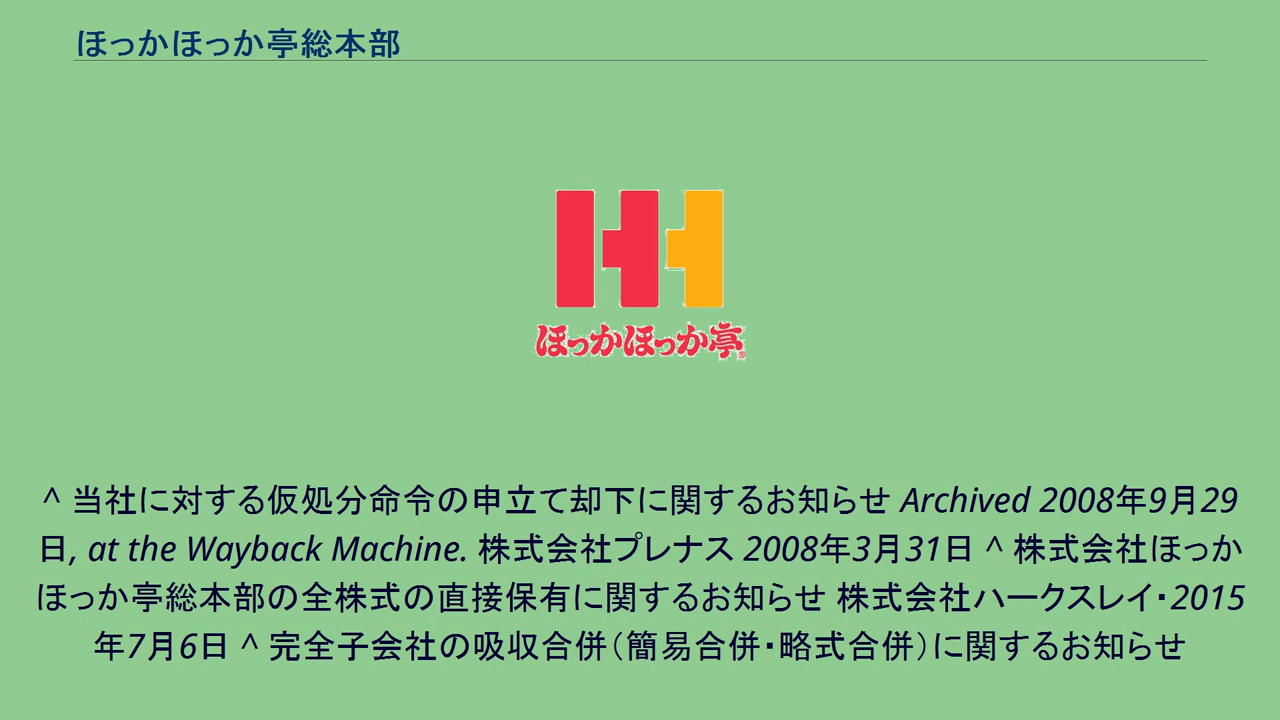 ほっかほっか亭総本部
ほっかほっか亭
^ 当社に対する仮処分命令の申立て却下に関するお知らせ Archived 2008年9月29
日, at the Wayback Machine. 株式会社プレナス 2008年3月31日 ^ 株式会社ほっか
ほっか亭総本部の全株式の直接保有に関するお知らせ 株式会社ハークスレイ・2015
年7月6日 ^ 完全子会社の吸収合併（簡易合併・略式合併）に関するお知らせ